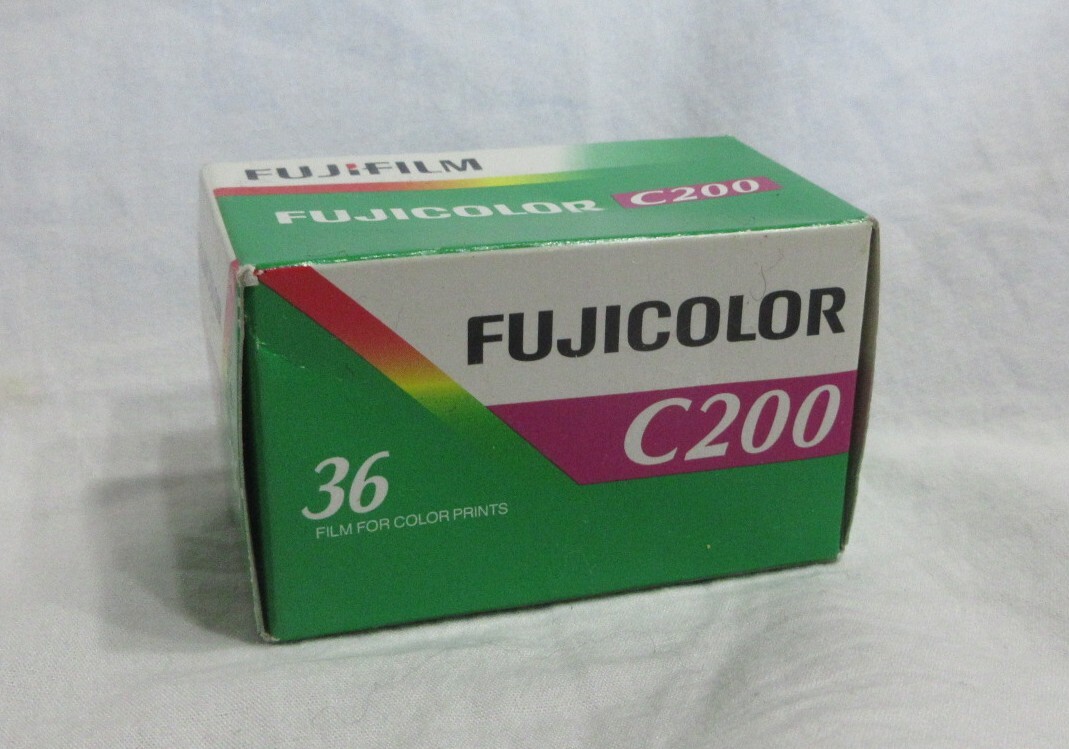 FUJIFILM
FUJICOLOR C200
FUJICOLOR
C200
36
FILM FOR COLOR PRINTS